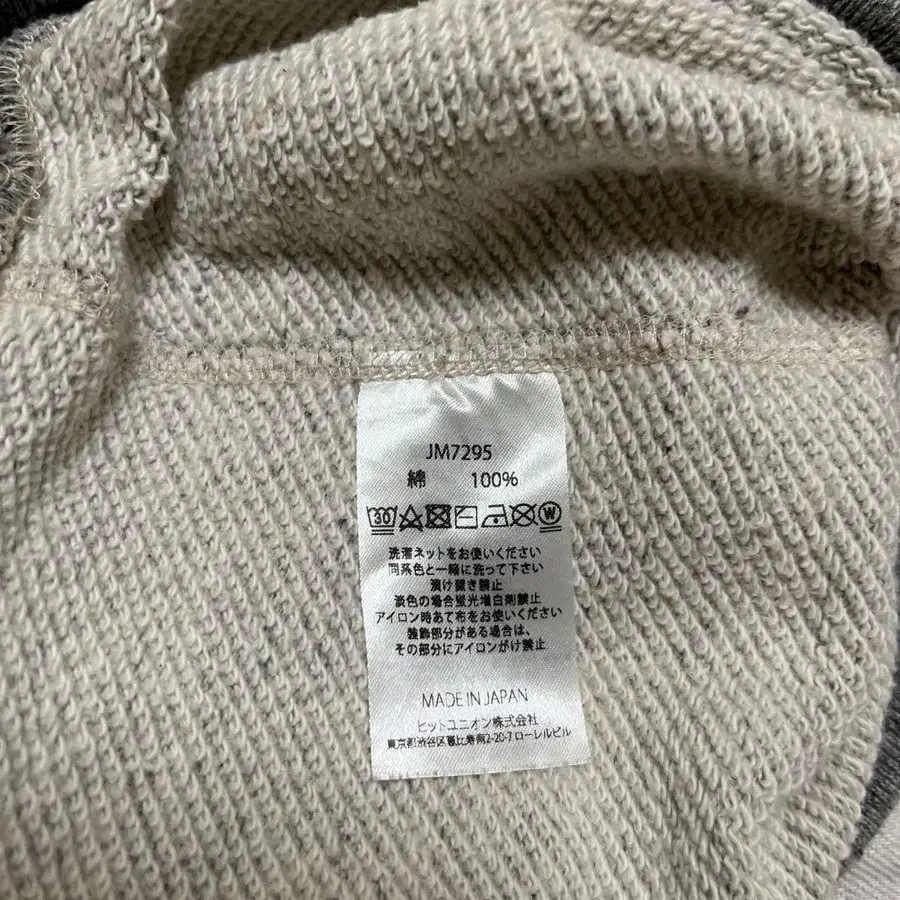 JM7295
綿 100%
30 W
洗濯ネットをお使いください
同系色と一緒に洗って下さい
漬け置き禁止
淡色の場合蛍光増白剤禁止
アイロン時あて布をお使いください
装飾部分がある場合は、
その部分にアイロンがけ禁止
MADE IN JAPAN
ヒットユニオン株式会社
東京都渋谷区恵比寿南2-20-7 ローレルビル